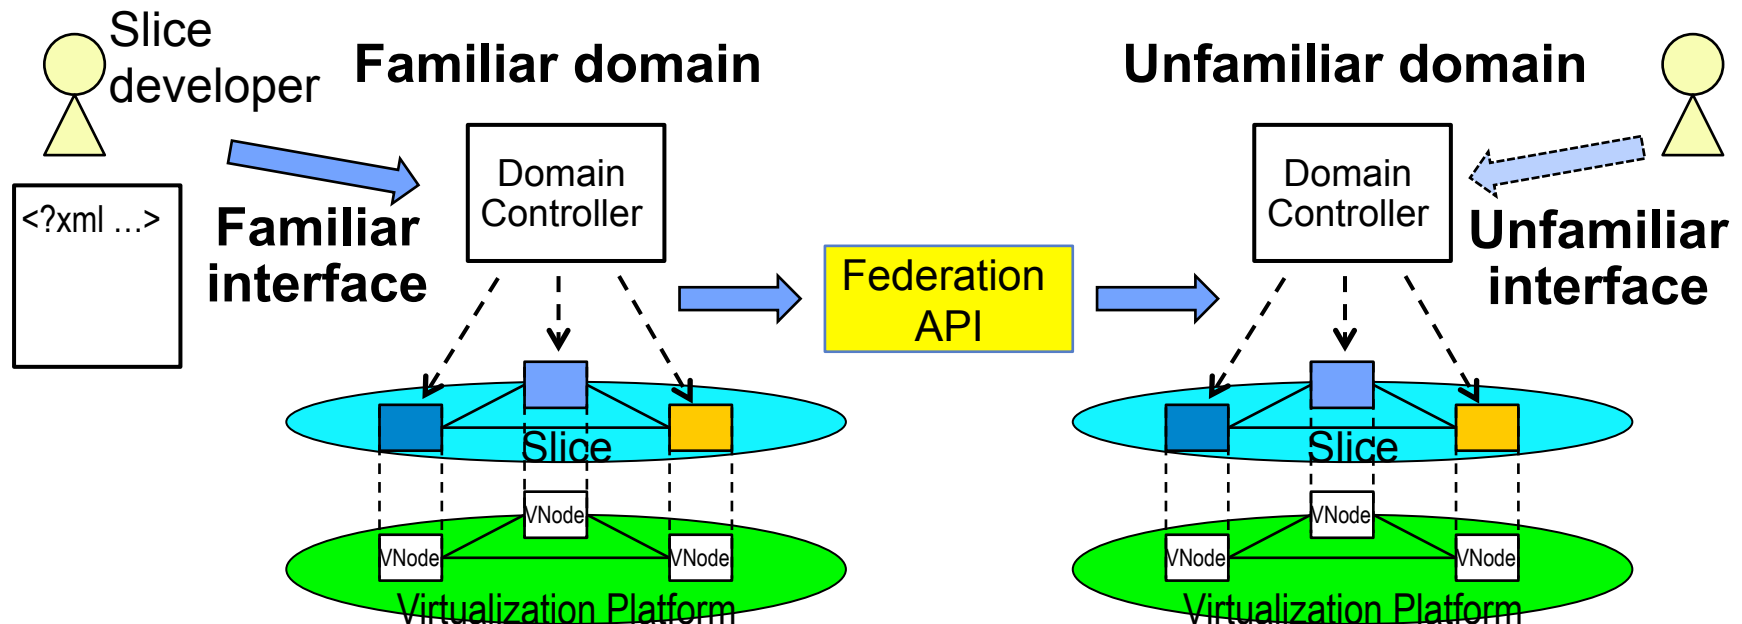 Slice
developer
Familiar domain
Unfamiliar domain
<?xml …>
Domain
Controller
Domain
Controller
Familiar
interface
Unfamiliar
interface
Federation
API
Slice
Slice
VNode
VNode
VNode
VNode
VNode
VNode
Virtualization Platform
Virtualization Platform